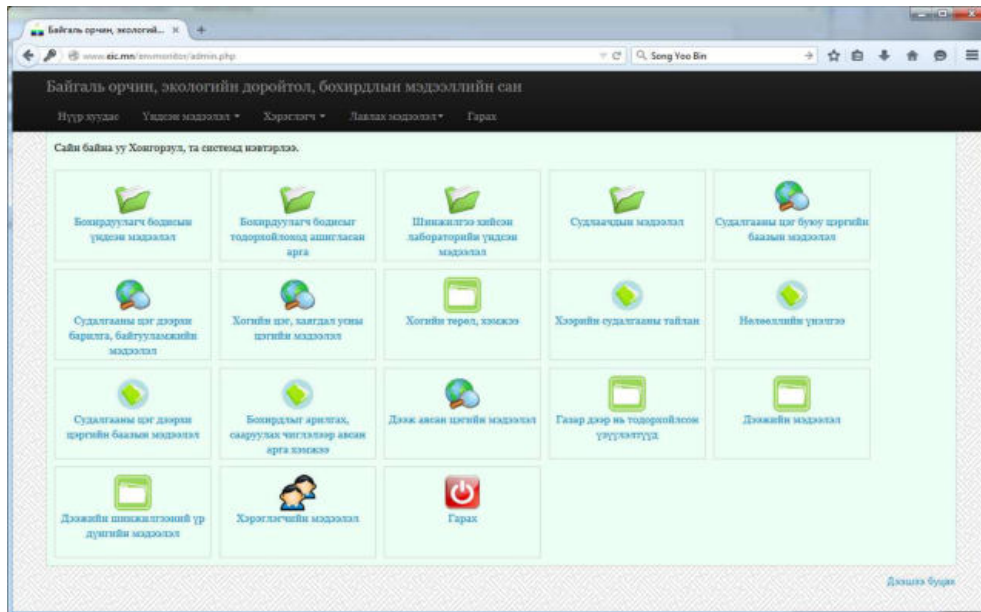 Байгаль орчин, экологий... ×
www.eic.mn/envmonitor/admin.php
Song Yoo Bin
Байгаль орчин, экологийн доройтол, бохирдлын мэдээллийн сан
Нүүр хуудас Үндсэн мэдээлэл Хэрэглэгч Лавлах мэдээлэл Гарах
Сайн байна уу Хонгорзул, та системд нэвтэрлээ.
Бохирдуулагч бодисын
үндсэн мэдээлэл
Бохирдуулагч бодисыг
тодорхойлоход ашигласан
арга
Шинжилгээ хийсэн
лабораторийн үндсэн
мэдээлэл
Судлаачдын мэдээлэл
Судалгааны цэг буюу цэргийн
баазын мэдээлэл
Судалгааны цэг дээрхи
барилга, байгууламжийн
мэдээлэл
Хогийн цэг, хаягдал усны
цэгийн мэдээлэл
Хогийн төрөл, хэмжээ
Хээрийн судалгааны тайлан
Нөлөөллийн үнэлгээ
Судалгааны цэг дээрхи
цэргийн баазын мэдээлэл
Бохирдлыг арилгах,
сааруулах чиглэлээр авсан
арга хэмжээ
Дээж авсан цэгийн мэдээлэл
Газар дээр нь тодорхойлсон
үзүүлэлтүүд
Дээжийн мэдээлэл
Дээжийн шинжилгээний үр
дүнгийн мэдээлэл
Хэрэглэгчийн мэдээлэл
Гарах
Дээшээ буцах